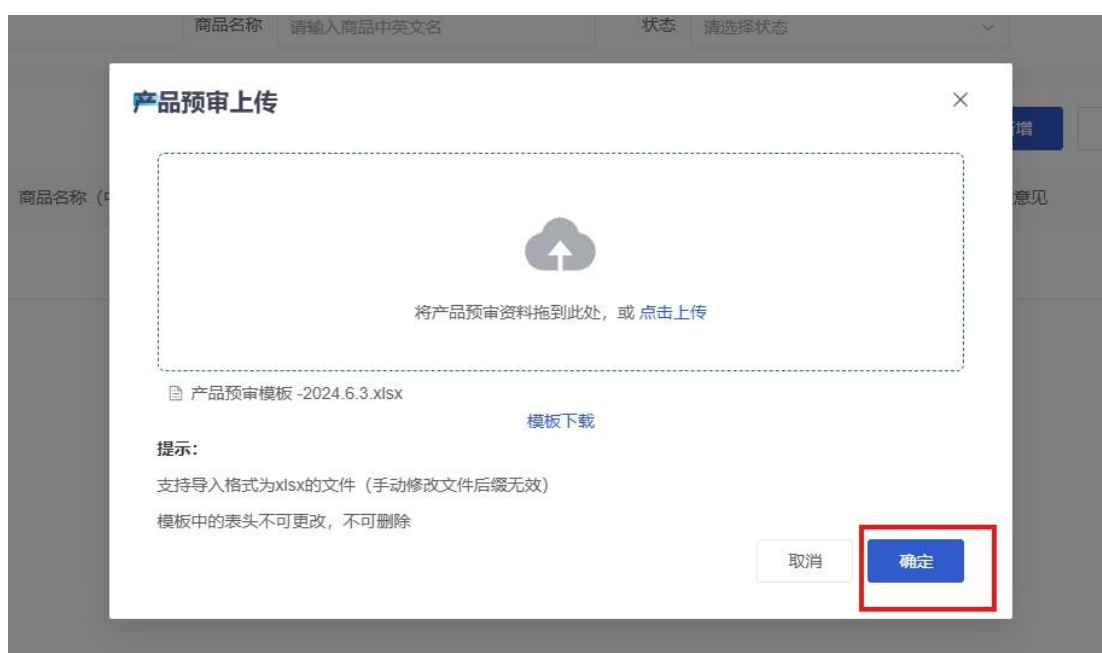 商品名称 请输入商品中英文名 状态 请选择状态
产品预审上传
增
商品名称（中
意见
将产品预审资料拖到此处，或 点击上传
产品预审模板 -2024.6.3.xlsx
模板下载
提示：
支持导入格式为xlsx的文件（手动修改文件后缀无效）
模板中的表头不可更改，不可删除
取消 确定